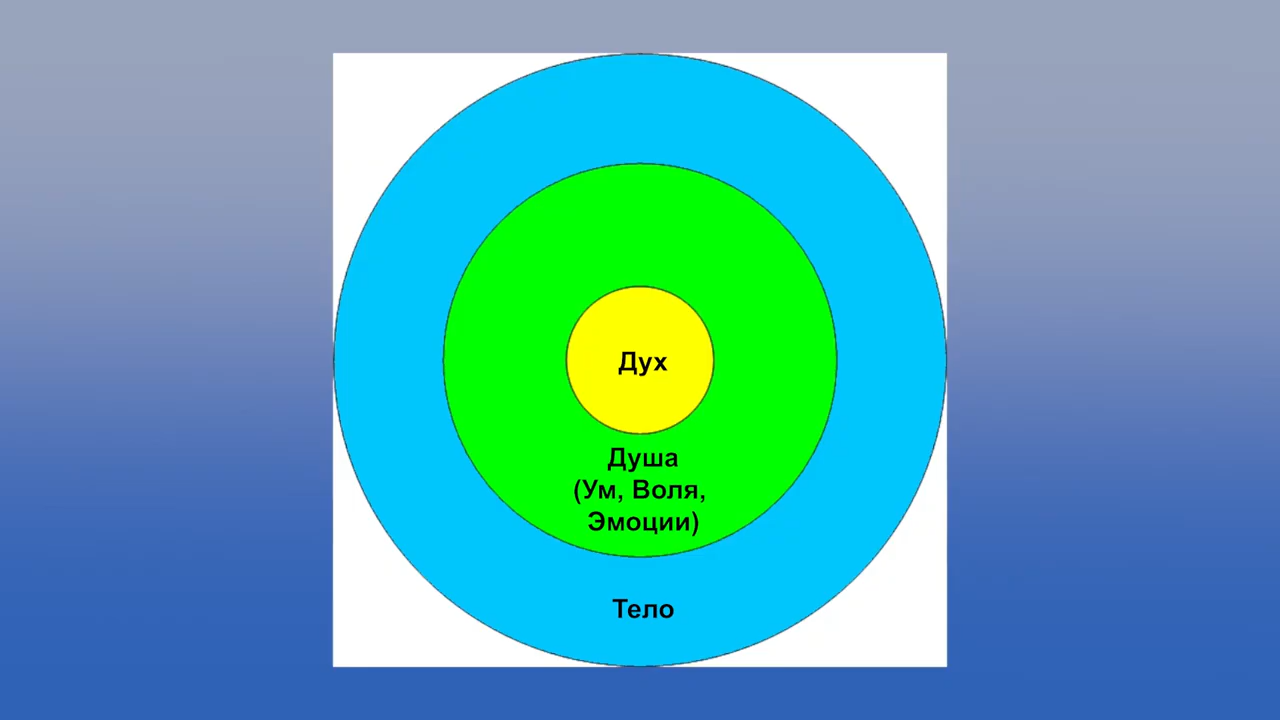 Дух
Душа
(Ум, Воля,
Эмоции)
Тело